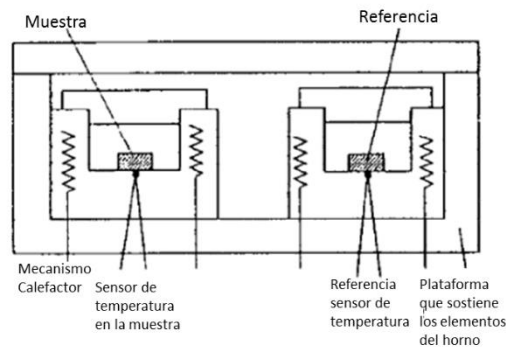 Muestra
Referencia
Mecanismo
Calefactor
Sensor de
temperatura
en la muestra
Referencia
sensor de
temperatura
Plataforma
que sostiene
los elementos
del horno